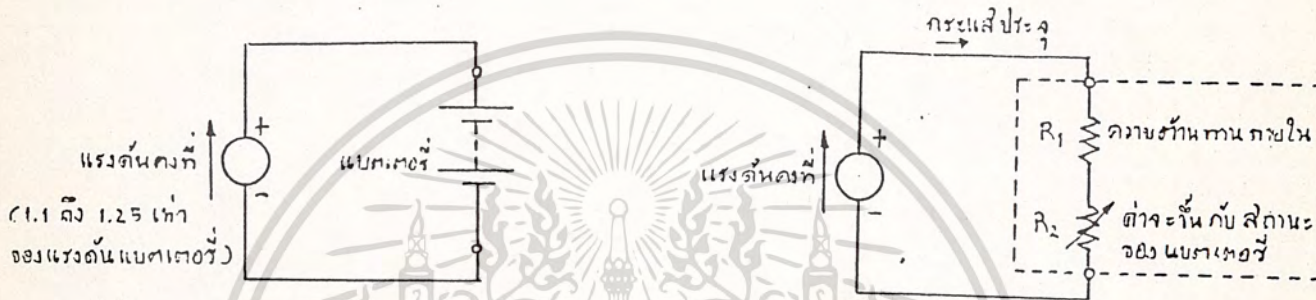 แรงดันคงที่
(1.1 ถึง 1.25 เท่า
ของแรงดันแบตเตอรี่)
+
-
แบตเตอรี่
กระแสประจุ
แรงดันคงที่
+
-
R₁
ความต้านทานภายใน
R₂
ค่าจะขึ้นกับสถานะ
ของแบตเตอรี่